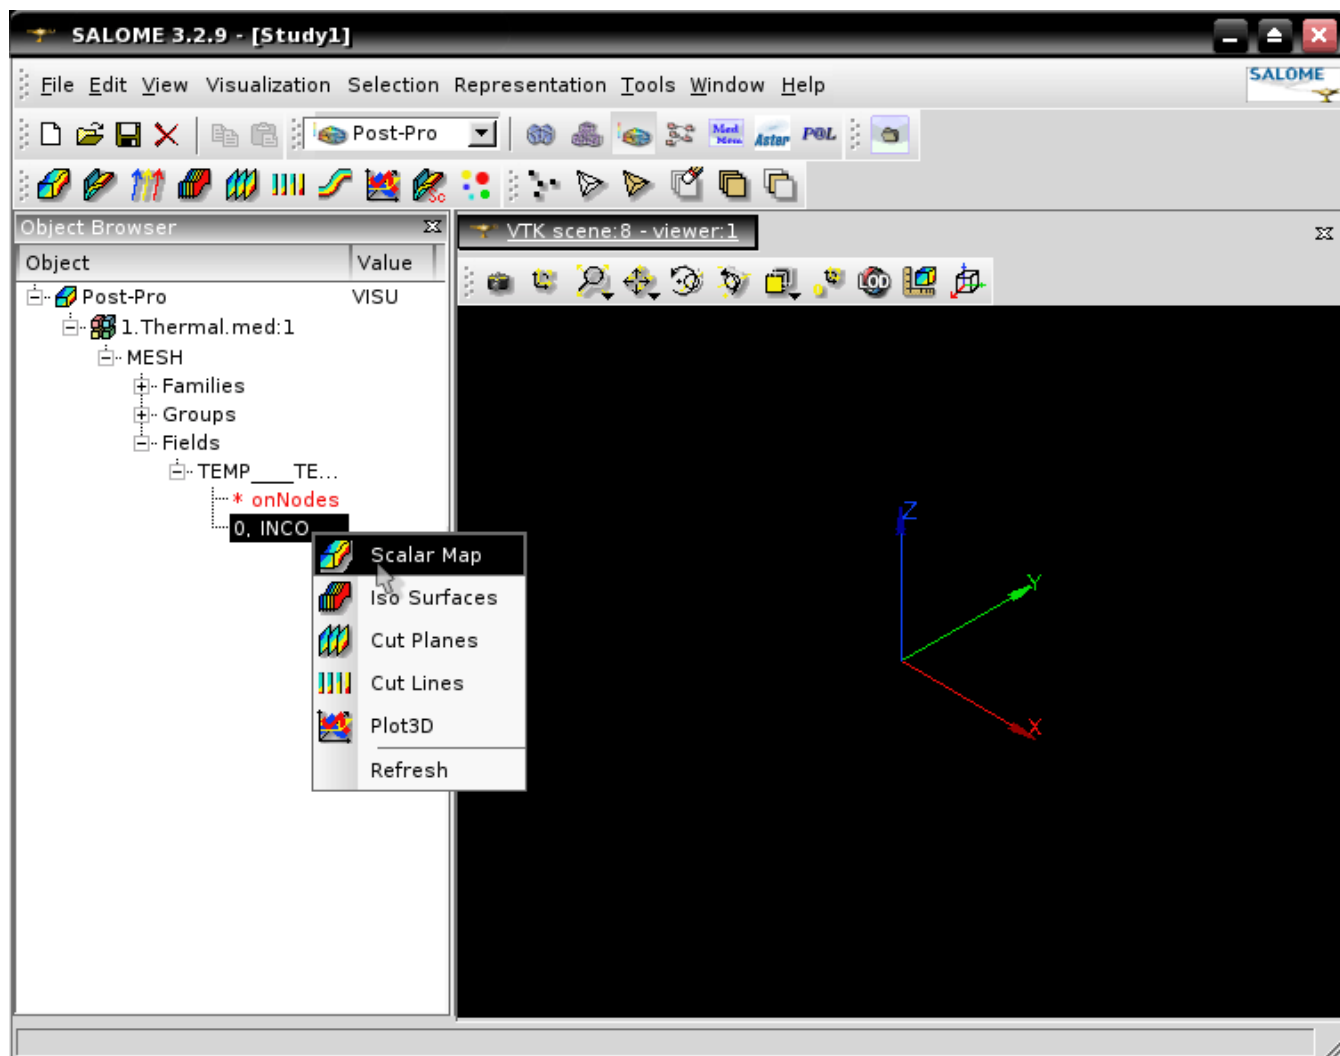 SALOME 3.2.9 - [Study1]
File Edit View Visualization Selection Representation Tools Window Help
SALOME
Post-Pro
Med Mem. Aster POL
Sc
Object Browser
VTK scene:8 - viewer:1
Object Value
LOD
Post-Pro VISU
1.Thermal.med:1
MESH
Families
Groups
Fields
TEMP____TE...
* onNodes
0, INCO
Scalar Map
Iso Surfaces
Cut Planes
Cut Lines
Plot3D
Refresh
Z
Y
X